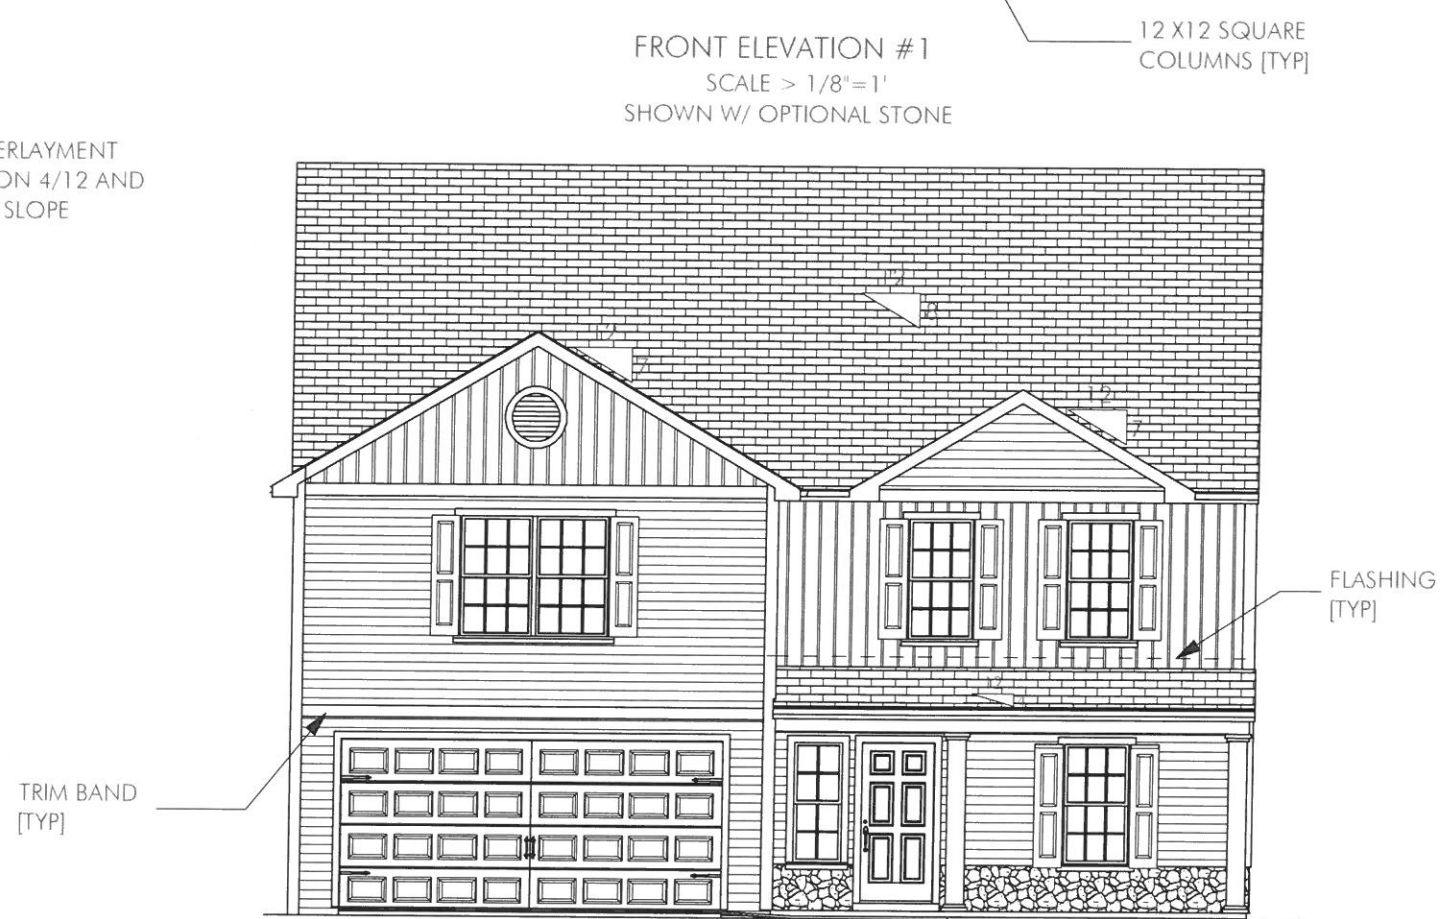 12 X12 SQUARE
COLUMNS [TYP]
FRONT ELEVATION #1
SCALE > 1/8"=1'
SHOWN W/ OPTIONAL STONE
ERLAYMENT
ON 4/12 AND
SLOPE
12
8
12
7
12
7
FLASHING
[TYP]
12
TRIM BAND
[TYP]